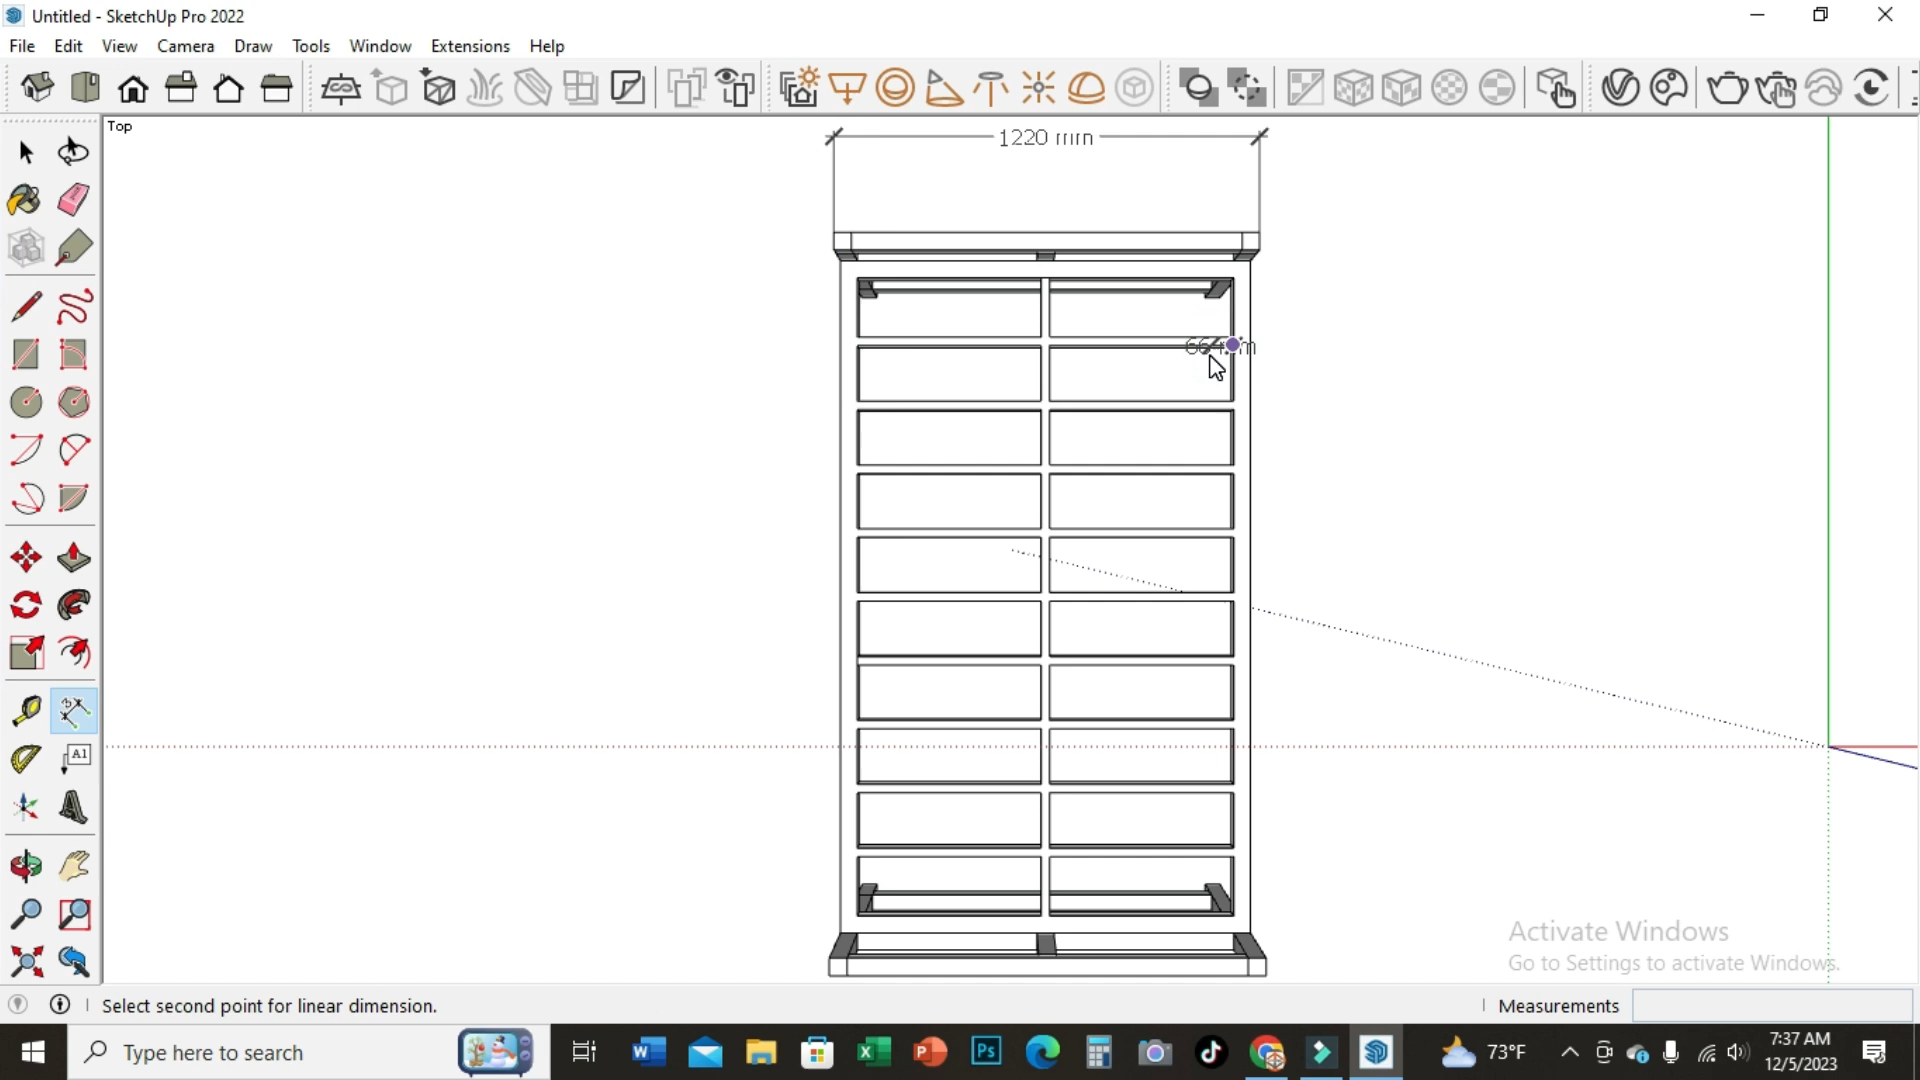 Untitled - SketchUp Pro 2022
File Edit View Camera Draw Tools Window Extensions Help
Top
1220 mm
A1
Activate Windows
Go to Settings to activate Windows.
Select second point for linear dimension.
Measurements
Type here to search
73°F
7:37 AM
12/5/2023